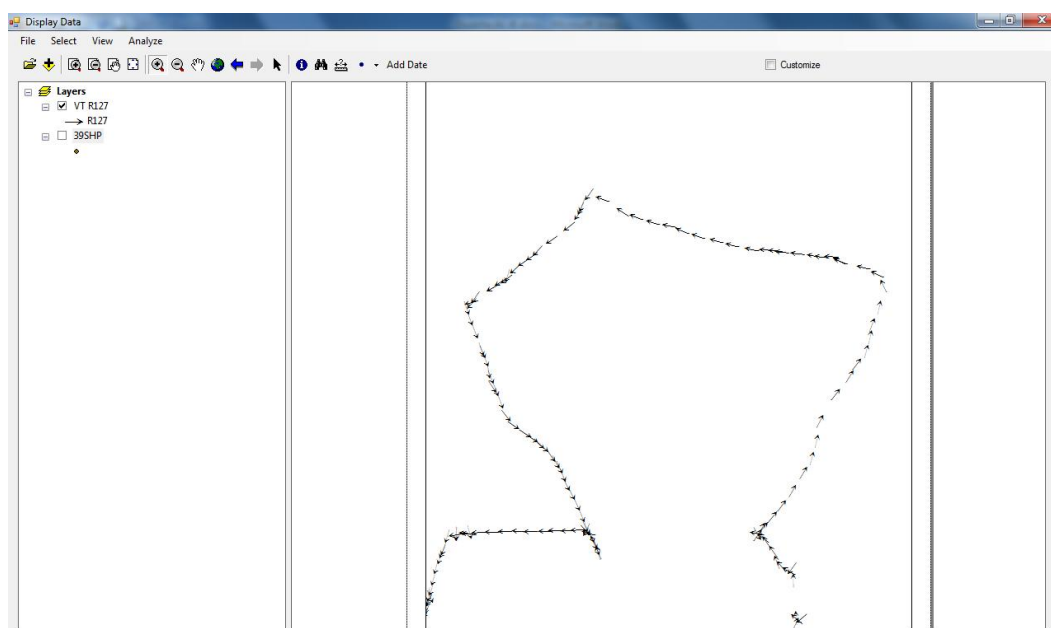 Display Data
File Select View Analyze
Add Date
Customize
Layers
VT R127
R127
39SHP